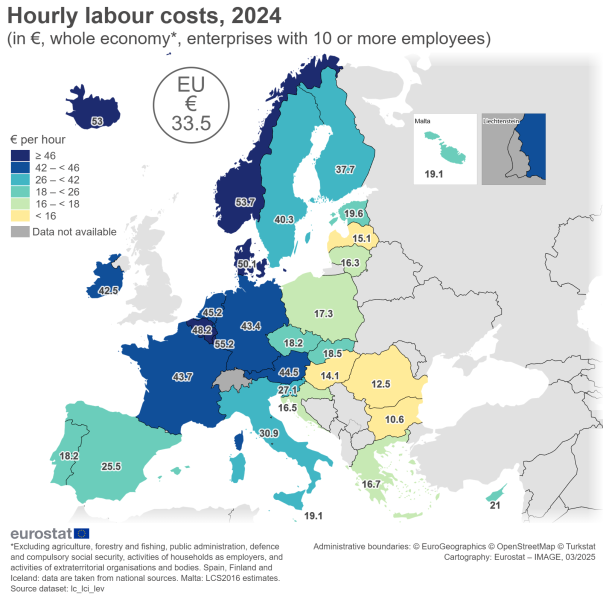 Hourly labour costs, 2024
(in €, whole economy*, enterprises with 10 or more employees)
EU
€
33.5
€ per hour
≥ 46
42 – < 46
26 – < 42
18 – < 26
16 – < 18
< 16
Data not available
Malta
19.1
Liechtenstein
53
53.7
40.3
37.7
19.6
15.1
16.3
50.1
42.5
45.2
48.2
55.2
43.4
17.3
18.2
18.5
43.7
44.5
14.1
12.5
27.1
16.5
10.6
30.9
18.2
25.5
16.7
19.1
21
eurostat
*Excluding agriculture, forestry and fishing, public administration, defence
and compulsory social security, activities of households as employers, and
activities of extraterritorial organisations and bodies. Spain, Finland and
Iceland: data are taken from national sources. Malta: LCS2016 estimates.
Source dataset: lc_lci_lev
Administrative boundaries: © EuroGeographics © OpenStreetMap © Turkstat
Cartography: Eurostat – IMAGE, 03/2025